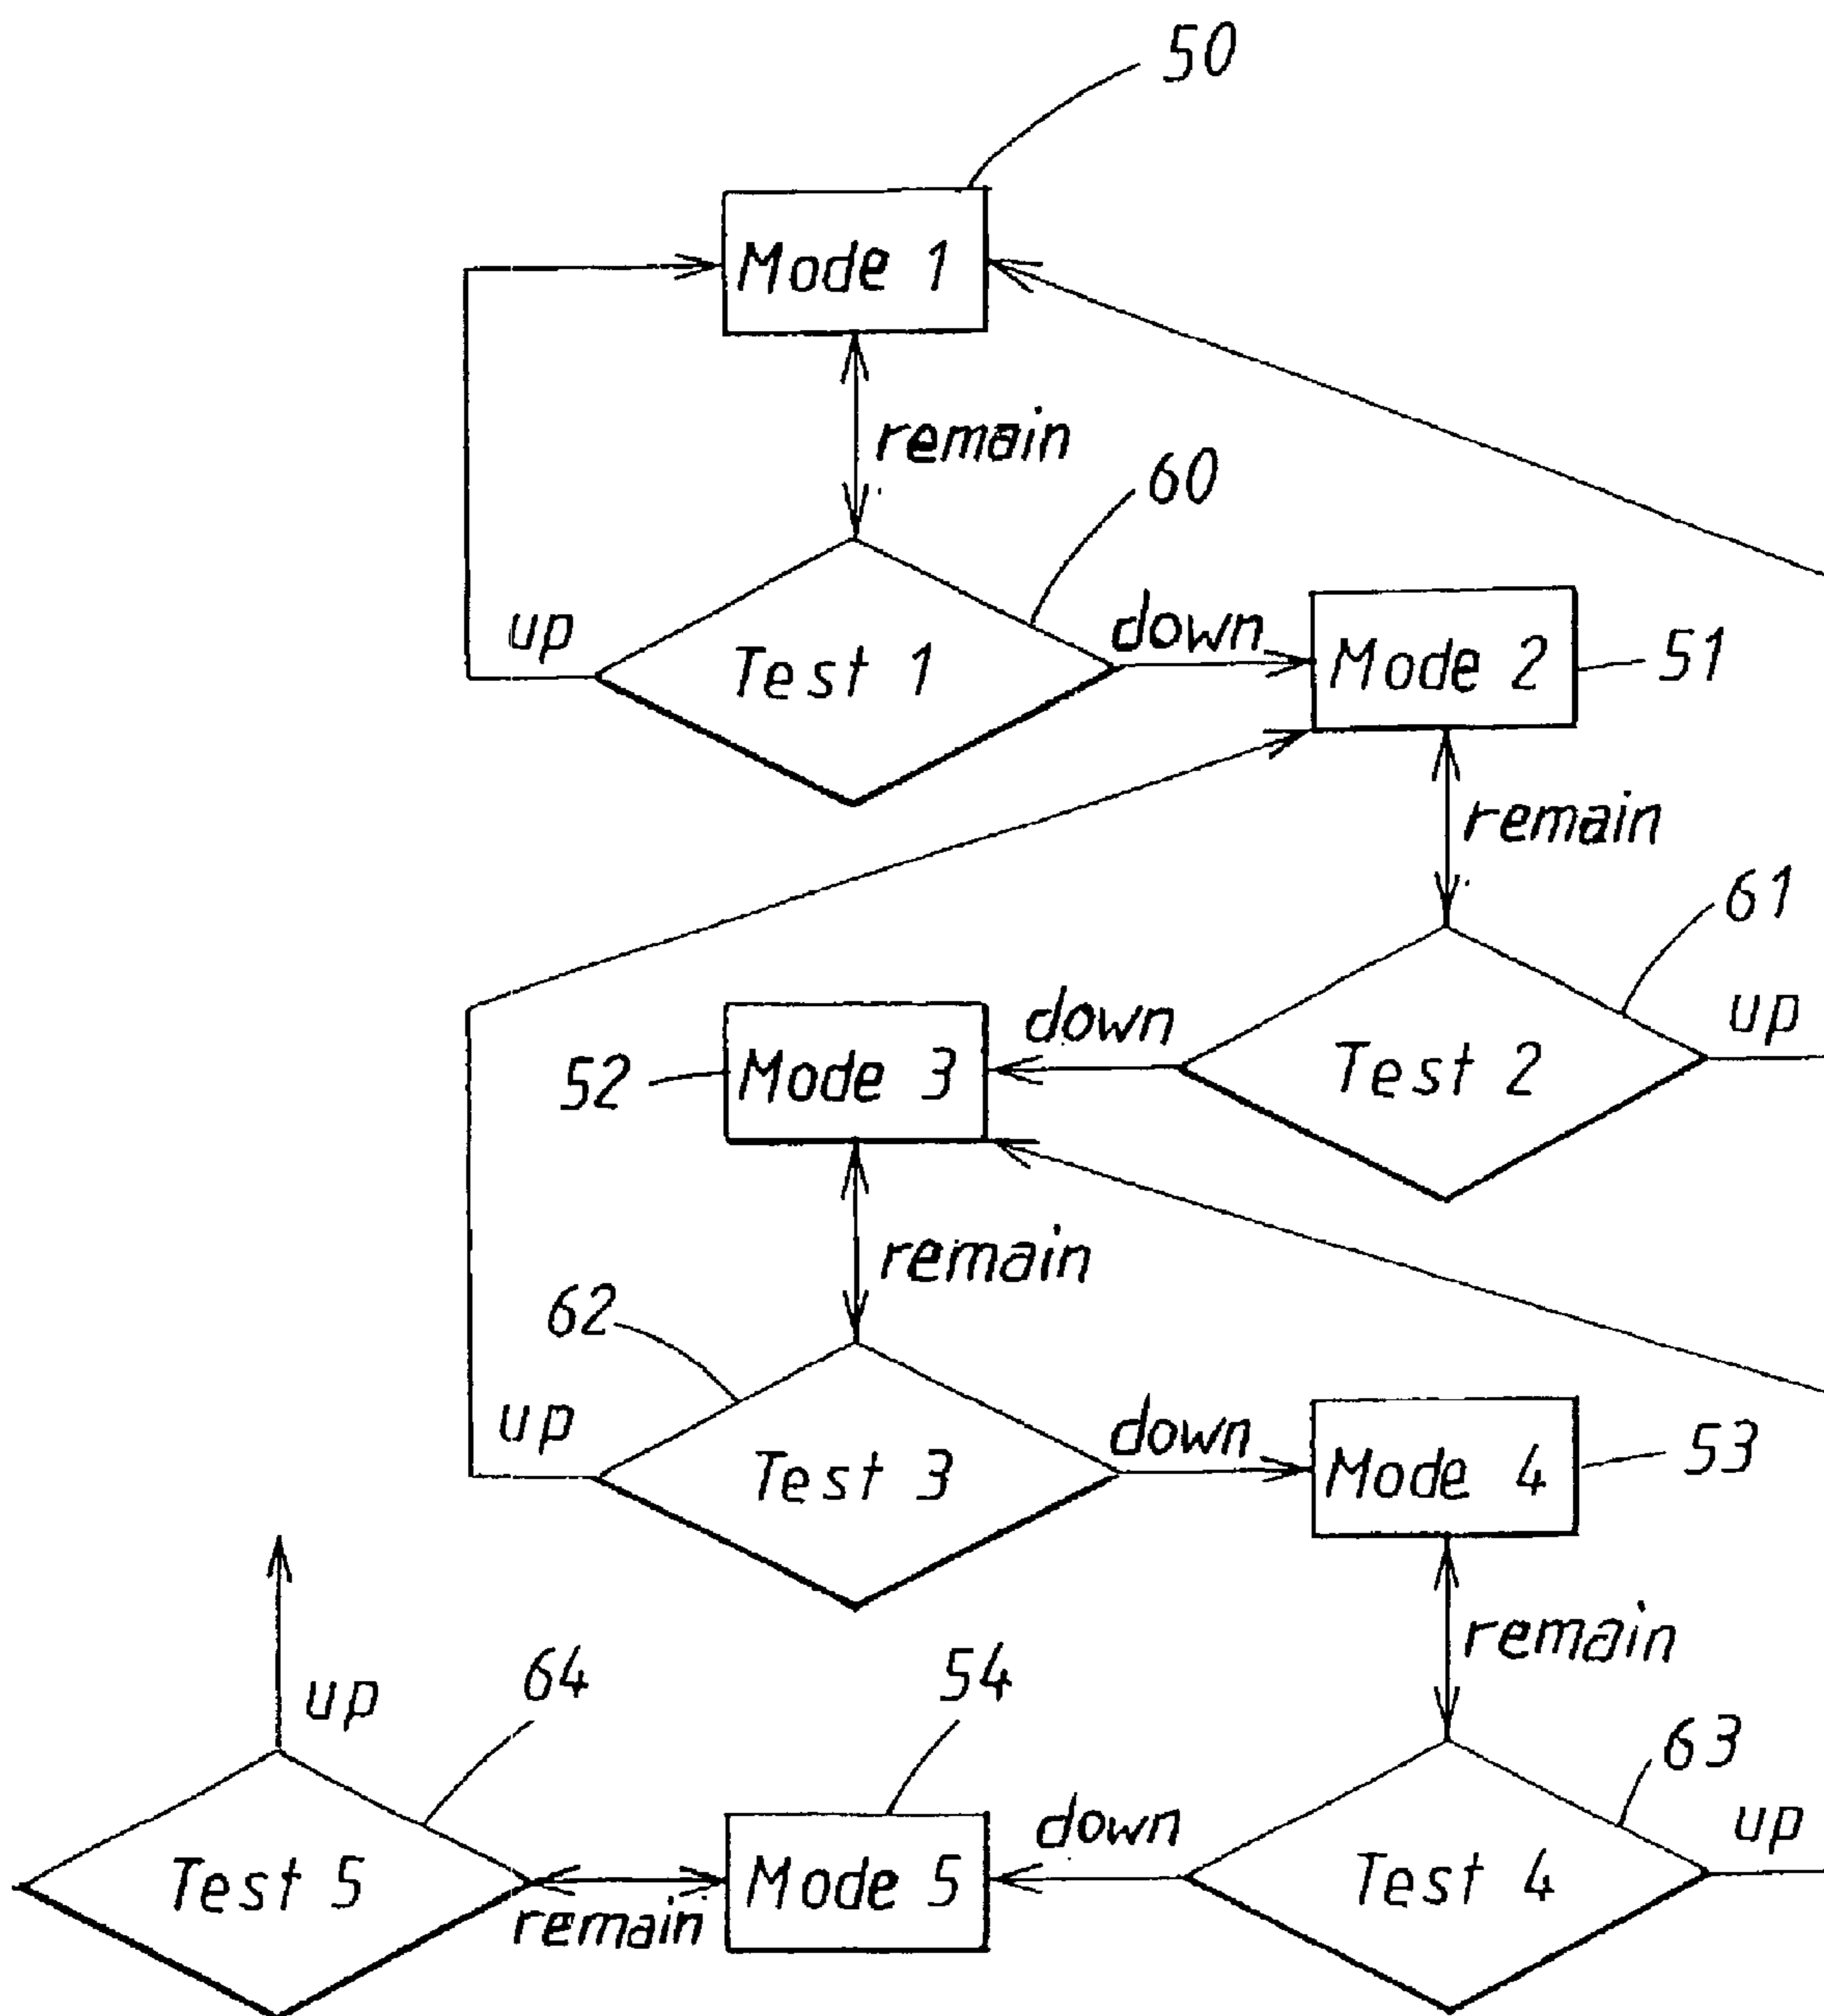 50
Mode 1
remain
60
up
Test 1
down
Mode 2
51
remain
61
down
up
52
Mode 3
Test 2
remain
62
up
Test 3
down
Mode 4
53
remain
up
64
54
63
down
up
Test 5
remain
Mode 5
Test 4